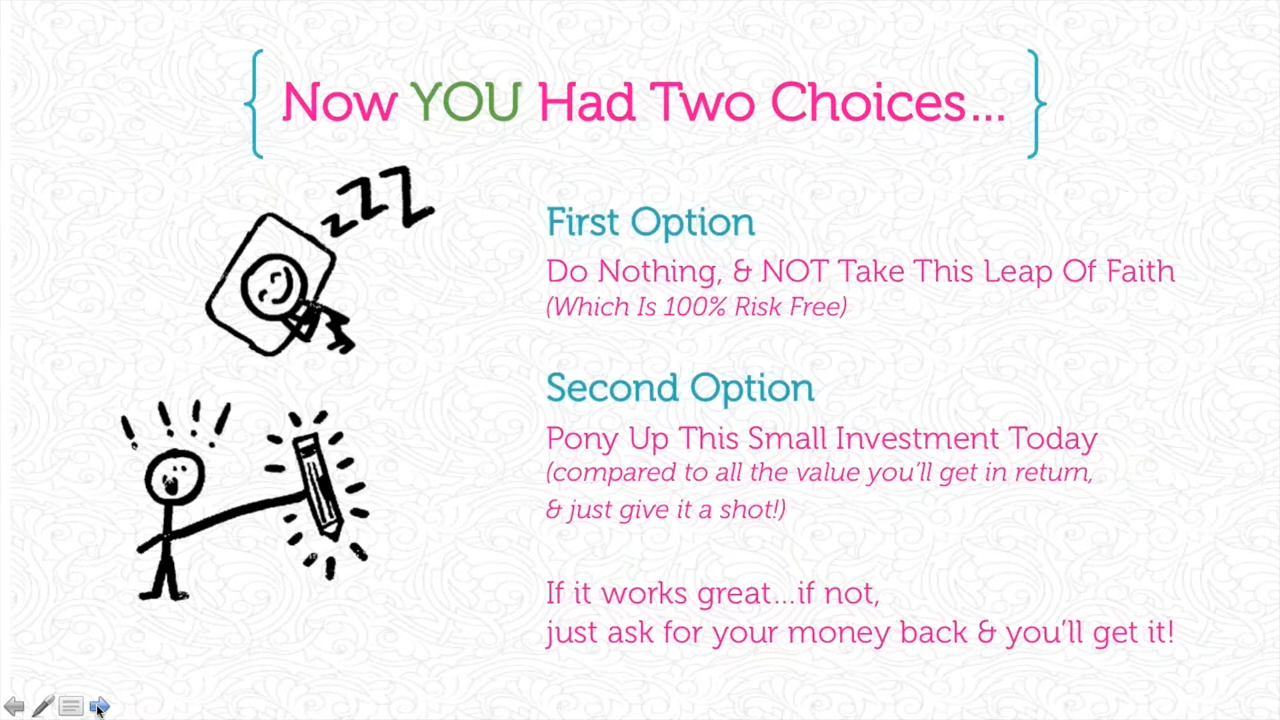 Now YOU Had Two Choices...
zZZ
First Option
Do Nothing, & NOT Take This Leap Of Faith
(Which Is 100% Risk Free)
! ! ! !
Second Option
Pony Up This Small Investment Today
(compared to all the value you'll get in return,
& just give it a shot!)
If it works great...if not,
just ask for your money back & you'll get it!